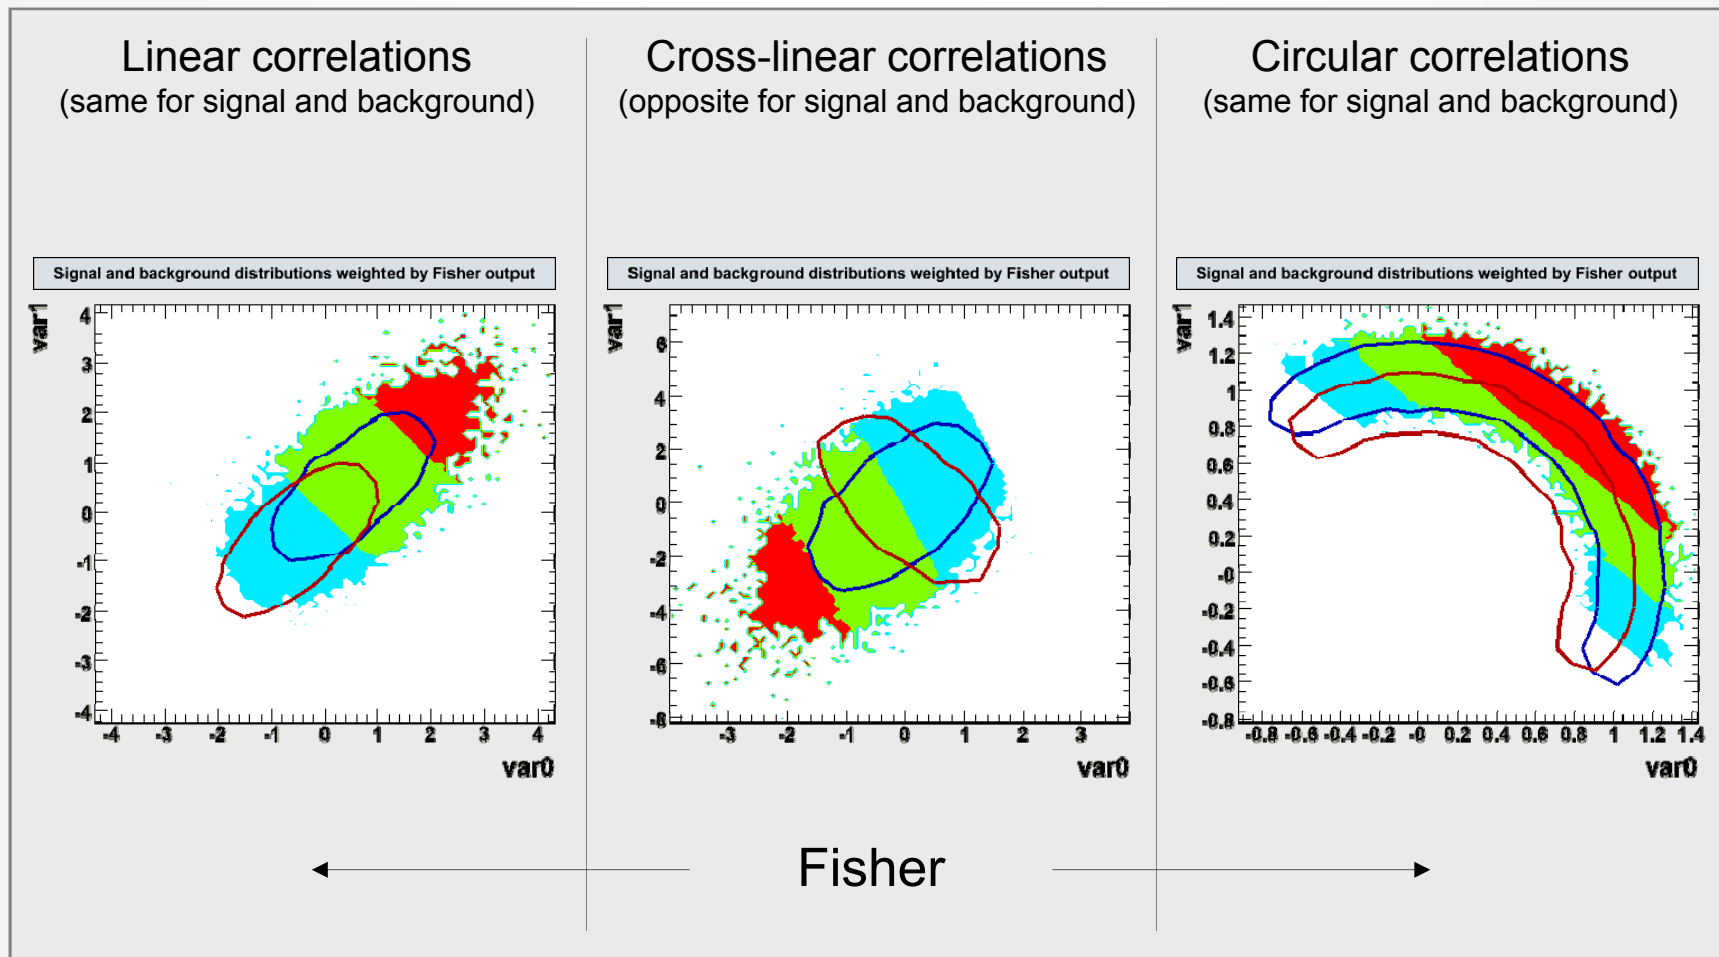 Linear correlations
(same for signal and background)
Cross-linear correlations
(opposite for signal and background)
Circular correlations
(same for signal and background)
Signal and background distributions weighted by Fisher output
var1
4
3
2
1
0
-1
-2
-3
-4
-4 -3 -2 -1 0 1 2 3 4
var0
Signal and background distributions weighted by Fisher output
var1
6
4
2
0
-2
-4
-6
-8
-3 -2 -1 0 1 2 3
var0
Signal and background distributions weighted by Fisher output
var1
1.4
1.2
1
0.8
0.6
0.4
0.2
-0
-0.2
-0.4
-0.6
-0.8
-0.8 -0.6 -0.4 -0.2 -0 0.2 0.4 0.6 0.8 1 1.2 1.4
var0
Fisher